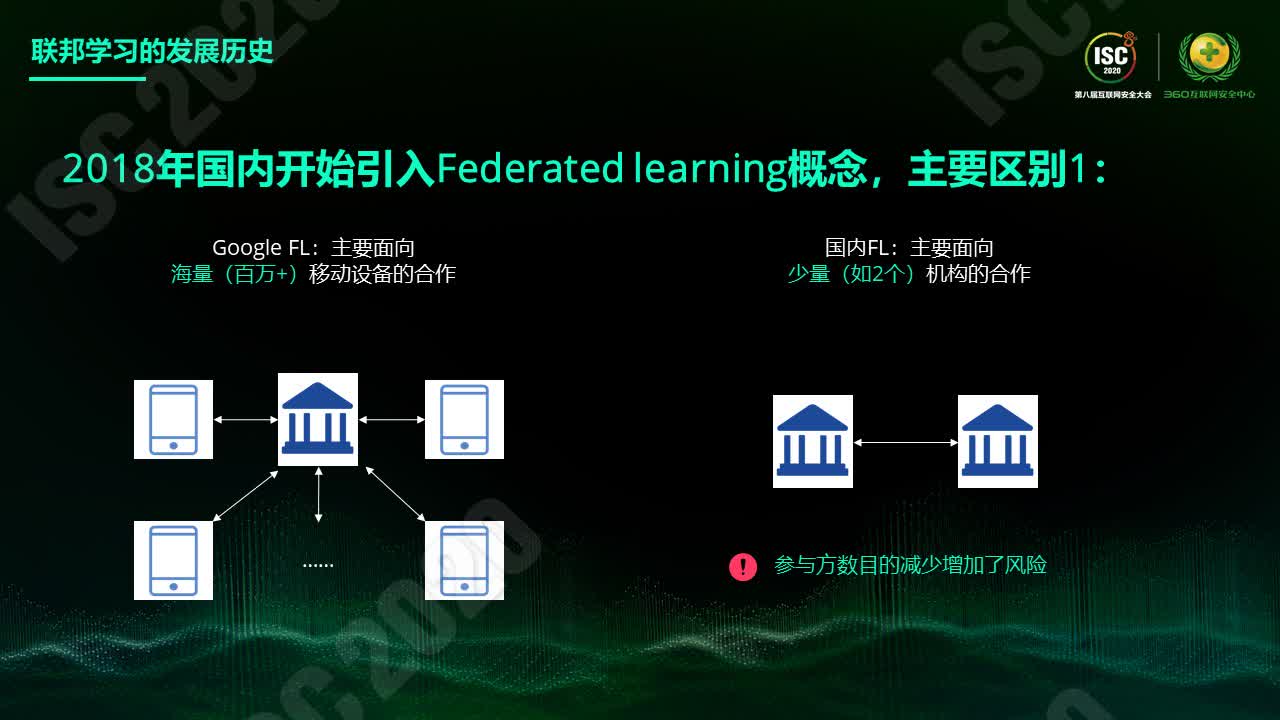 联邦学习的发展历史
ISC
2020
第八届互联网安全大会
360互联网安全中心
2018年国内开始引入Federated learning概念，主要区别1：
Google FL：主要面向
海量（百万+）移动设备的合作
国内FL：主要面向
少量（如2个）机构的合作
......
参与方数目的减少增加了风险
ISC2020
ISC2020
ISC2020